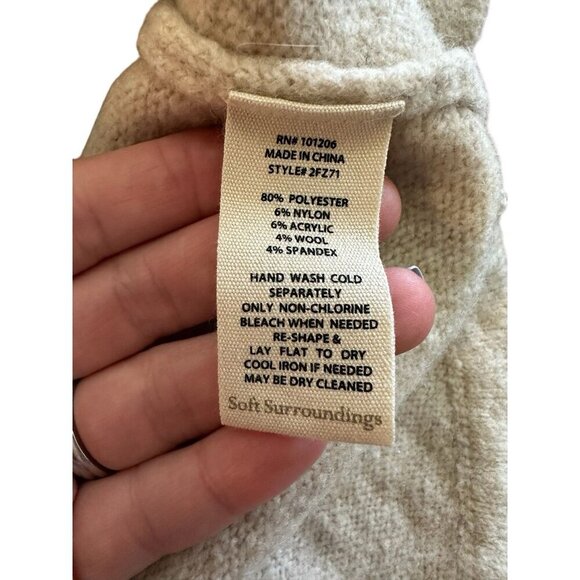 RN# 101206
MADE IN CHINA
STYLE# 2FZ71
80% POLYESTER
6% NYLON
6% ACRYLIC
4% WOOL
4% SPANDEX
HAND WASH COLD
SEPARATELY
ONLY NON-CHLORINE
BLEACH WHEN NEEDED
RE-SHAPE &
LAY FLAT TO DRY
COOL IRON IF NEEDED
MAY BE DRY CLEANED
Soft Surroundings